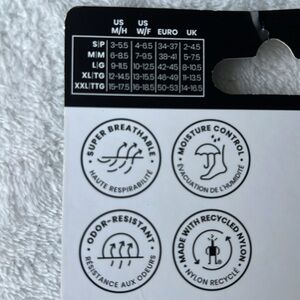 US US
M/H W/F EURO UK
S|P 3-5.5 4-6.5 34-37 2-4.5
M|M 6-8.5 7-9.5 38-41 5-7.5
L|G 9-11.5 10-12.5 42-45 8-10.5
XL|TG 12-14.5 13-15.5 46-49 11-13.5
XXL|TTG 15-17.5 16-18.5 50-53 14-16.5
SUPER BREATHABLE
HAUTE RESPIRABILITÉ
MOISTURE CONTROL
ÉVACUATION DE L'HUMIDITÉ
ODOR-RESISTANT
RÉSISTANCE AUX ODEURS
MADE WITH RECYCLED NYLON
NYLON RECYCLÉ